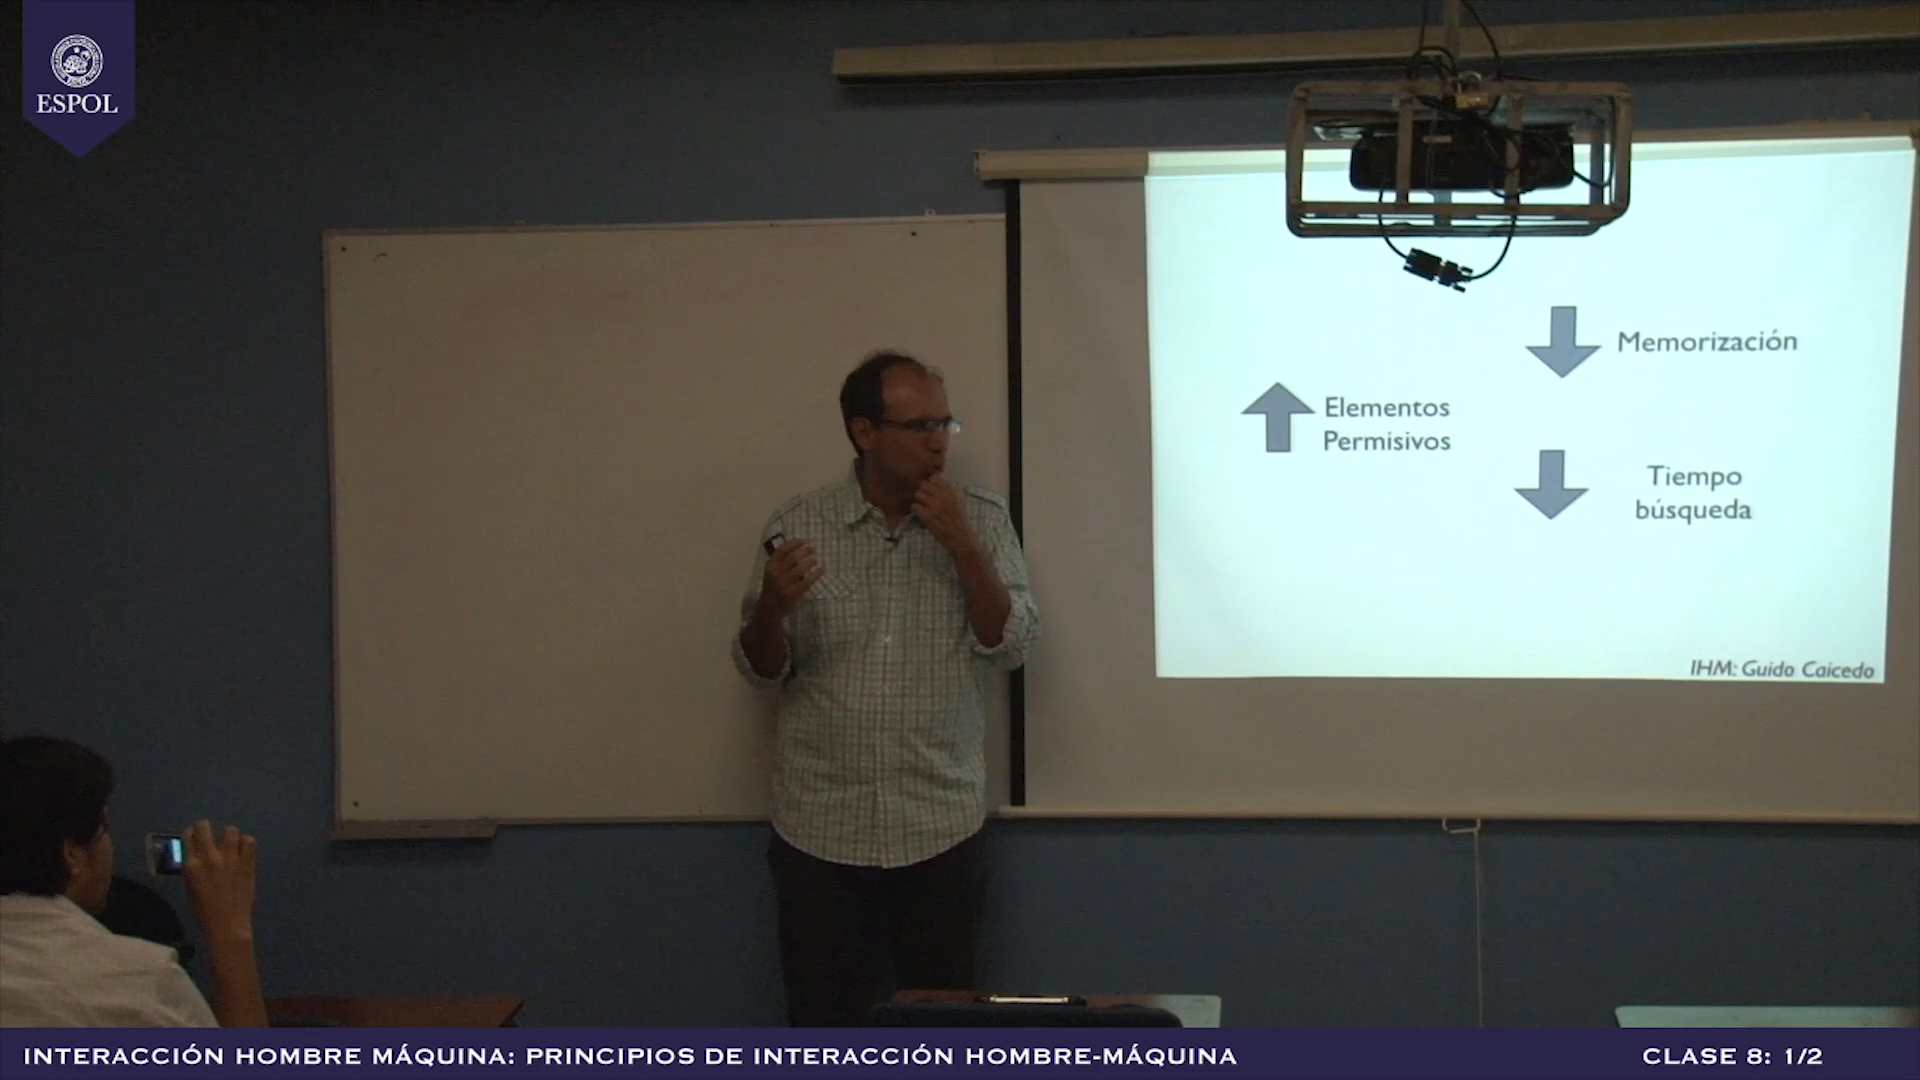 ESPOL
Memorización
Elementos
Permisivos
Tiempo
búsqueda
IHM: Guido Caicedo
INTERACCIÓN HOMBRE MÁQUINA: PRINCIPIOS DE INTERACCIÓN HOMBRE-MÁQUINA
CLASE 8: 1/2